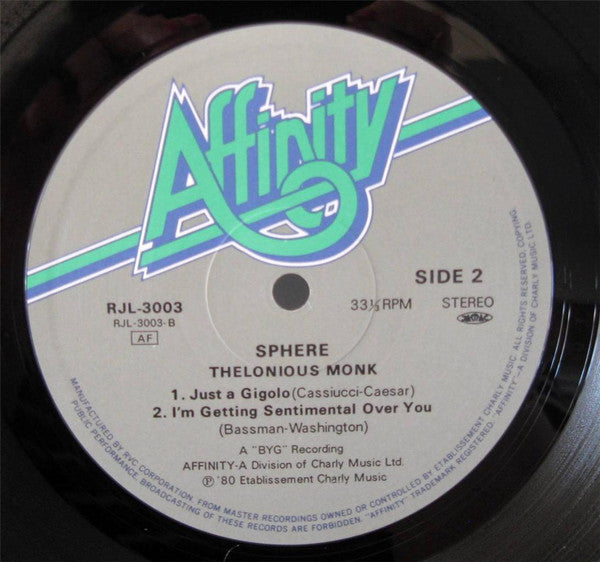 Affinity
SIDE 2
RJL-3003
RJL-3003-B
AF
33⅓ RPM
STEREO
SPHERE
THELONIOUS MONK
1. Just a Gigolo (Cassiucci-Caesar)
2. I'm Getting Sentimental Over You
(Bassman-Washington)
A "BYG" Recording
AFFINITY-A Division of Charly Music Ltd.
Ⓟ '80 Etablissement Charly Music
MANUFACTURED BY RVC CORPORATION. FROM MASTER RECORDINGS OWNED OR CONTROLLED BY ETABLISSEMENT CHARLY MUSIC. ALL RIGHTS RESERVED, COPYING,
PUBLIC PERFORMANCE, BROADCASTING OF THESE RECORDS ARE FORBIDDEN. "AFFINITY" TRADEMARK REGISTERED. "AFFINITY"-A DIVISION OF CHARLY MUSIC LTD.